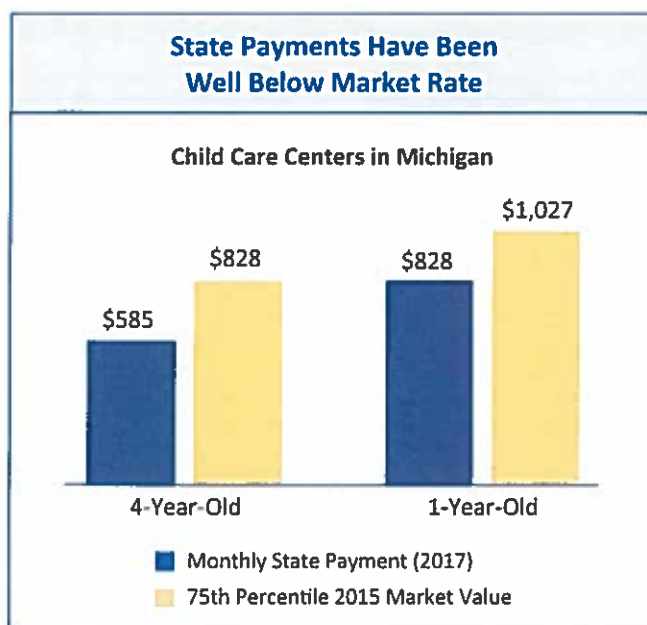 State Payments Have Been
Well Below Market Rate
Child Care Centers in Michigan
$1,027
$828
$828
$585
4-Year-Old
1-Year-Old
Monthly State Payment (2017)
75th Percentile 2015 Market Value